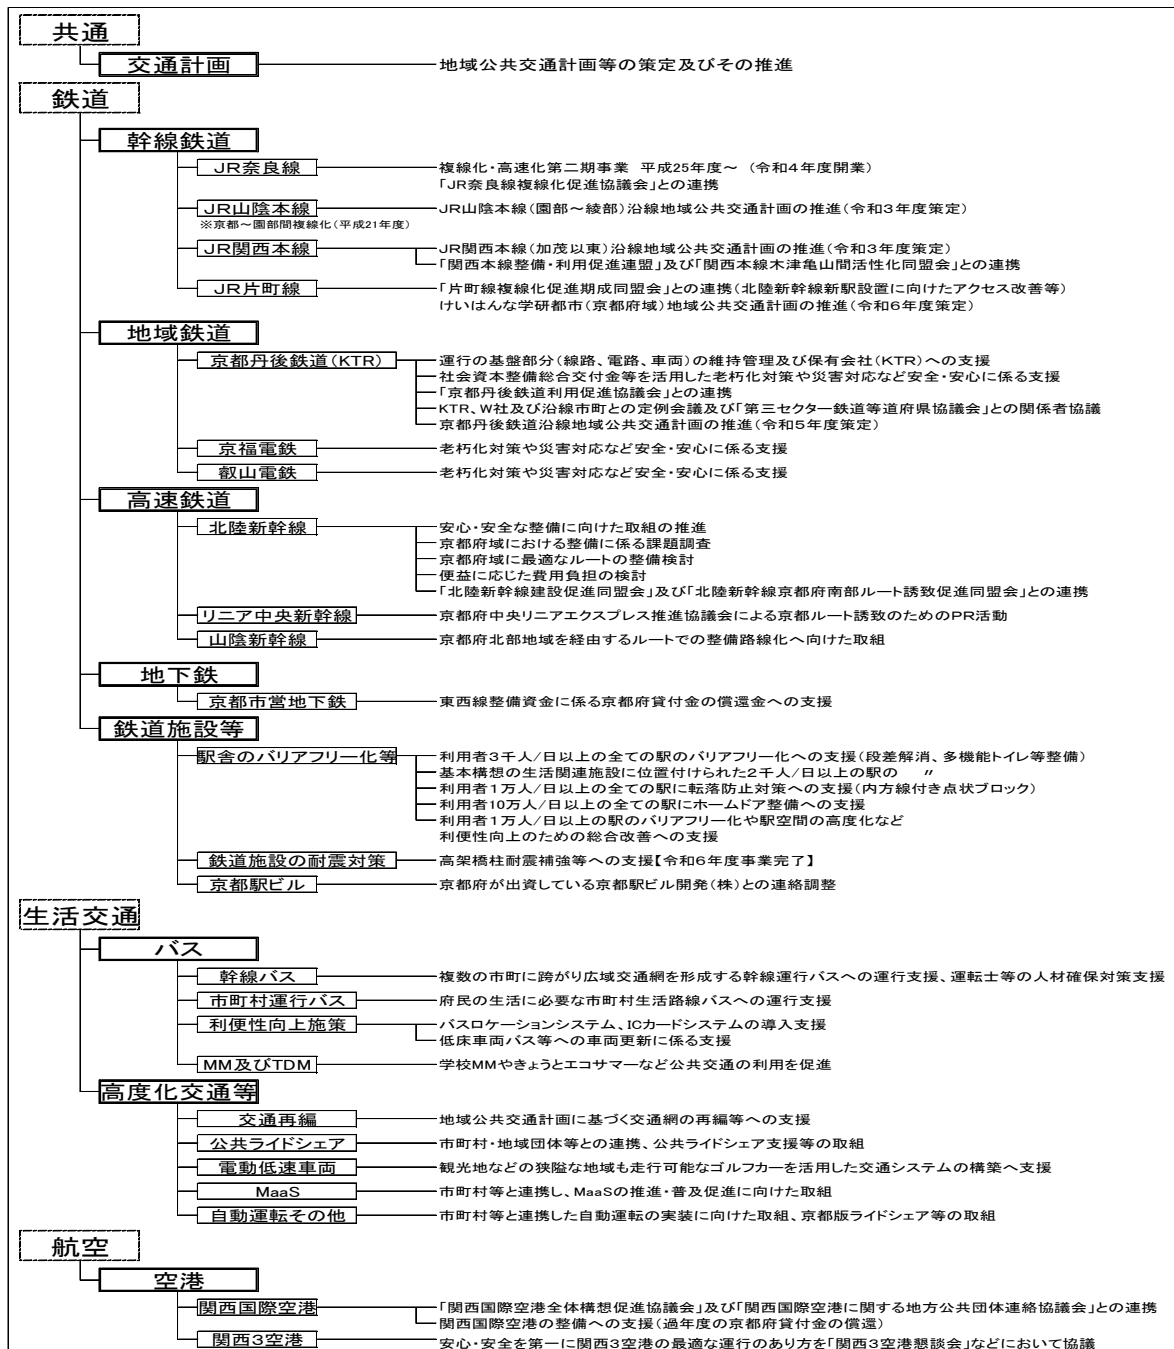 共通
交通計画 地域公共交通計画等の策定及びその推進
鉄道
幹線鉄道
JR奈良線 複線化・高速化第二期事業 平成25年度～ (令和4年度開業)
「JR奈良線複線化促進協議会」との連携
JR山陰本線 JR山陰本線(園部～綾部)沿線地域公共交通計画の推進(令和3年度策定)
※京都～園部間複線化(平成21年度)
JR関西本線 JR関西本線(加茂以東)沿線地域公共交通計画の推進(令和3年度策定)
「関西本線整備・利用促進連盟」及び「関西本線木津亀山間活性化同盟会」との連携
JR片町線 「片町線複線化促進期成同盟会」との連携(北陸新幹線新駅設置に向けたアクセス改善等)
けいはんな学研都市(京都府域)地域公共交通計画の推進(令和6年度策定)
地域鉄道
京都丹後鉄道(KTR) 運行の基盤部分(線路、電路、車両)の維持管理及び保有会社(KTR)への支援
社会資本整備総合交付金等を活用した老朽化対策や災害対応など安全・安心に係る支援
「京都丹後鉄道利用促進協議会」との連携
KTR、W社及び沿線市町との定例会議及び「第三セクター鉄道等道府県協議会」との関係者協議
京都丹後鉄道沿線地域公共交通計画の推進(令和5年度策定)
京福電鉄 老朽化対策や災害対応など安全・安心に係る支援
叡山電鉄 老朽化対策や災害対応など安全・安心に係る支援
高速鉄道
北陸新幹線 安心・安全な整備に向けた取組の推進
京都府域における整備に係る課題調査
京都府域に最適なルートの整備検討
便益に応じた費用負担の検討
「北陸新幹線建設促進同盟会」及び「北陸新幹線京都府南部ルート誘致促進同盟会」との連携
リニア中央新幹線 京都府中央リニアエクスプレス推進協議会による京都ルート誘致のためのPR活動
山陰新幹線 京都府北部地域を経由するルートでの整備路線化へ向けた取組
地下鉄
京都市営地下鉄 東西線整備資金に係る京都府貸付金の償還金への支援
鉄道施設等
駅舎のバリアフリー化等 利用者3千人/日以上の全ての駅のバリアフリー化への支援(段差解消、多機能トイレ等整備)
基本構想の生活関連施設に位置付けられた2千人/日以上の駅の 〃
利用者1万人/日以上の全ての駅に転落防止対策への支援(内方線付き点状ブロック)
利用者10万人/日以上の全ての駅にホームドア整備への支援
利用者1万人/日以上の駅のバリアフリー化や駅空間の高度化など
利便性向上のための総合改善への支援
鉄道施設の耐震対策 高架橋柱耐震補強等への支援【令和6年度事業完了】
京都駅ビル 京都府が出資している京都駅ビル開発(株)との連絡調整
生活交通
バス
幹線バス 複数の市町に跨がり広域交通網を形成する幹線運行バスへの運行支援、運転士等の人材確保対策支援
市町村運行バス 府民の生活に必要な市町村生活路線バスへの運行支援
利便性向上施策 バスロケーションシステム、ICカードシステムの導入支援
低床車両バス等への車両更新に係る支援
MM及びTDM 学校MMやきょうとエコサマーなど公共交通の利用を促進
高度化交通等
交通再編 地域公共交通計画に基づく交通網の再編等への支援
公共ライドシェア 市町村・地域団体等との連携、公共ライドシェア支援等の取組
電動低速車両 観光地などの狭隘な地域も走行可能なゴルフカーを活用した交通システムの構築へ支援
MaaS 市町村等と連携し、MaaSの推進・普及促進に向けた取組
自動運転その他 市町村等と連携した自動運転の実装に向けた取組、京都版ライドシェア等の取組
航空
空港
関西国際空港 「関西国際空港全体構想促進協議会」及び「関西国際空港に関する地方公共団体連絡協議会」との連携
関西国際空港の整備への支援(過年度の京都府貸付金の償還)
関西3空港 安心・安全を第一に関西3空港の最適な運行のあり方を「関西3空港懇談会」などにおいて協議